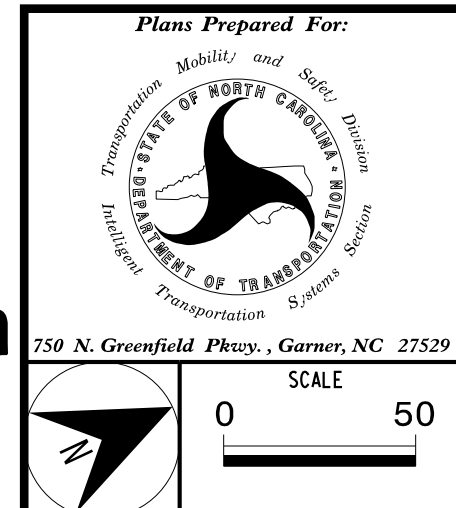 Plans Prepared For:
Transportation Mobility and Safety Division
STATE OF NORTH CAROLINA
DEPARTMENT OF TRANSPORTATION
Intelligent Transportation Systems Section
750 N. Greenfield Pkwy. , Garner, NC 27529
N
SCALE
0 50